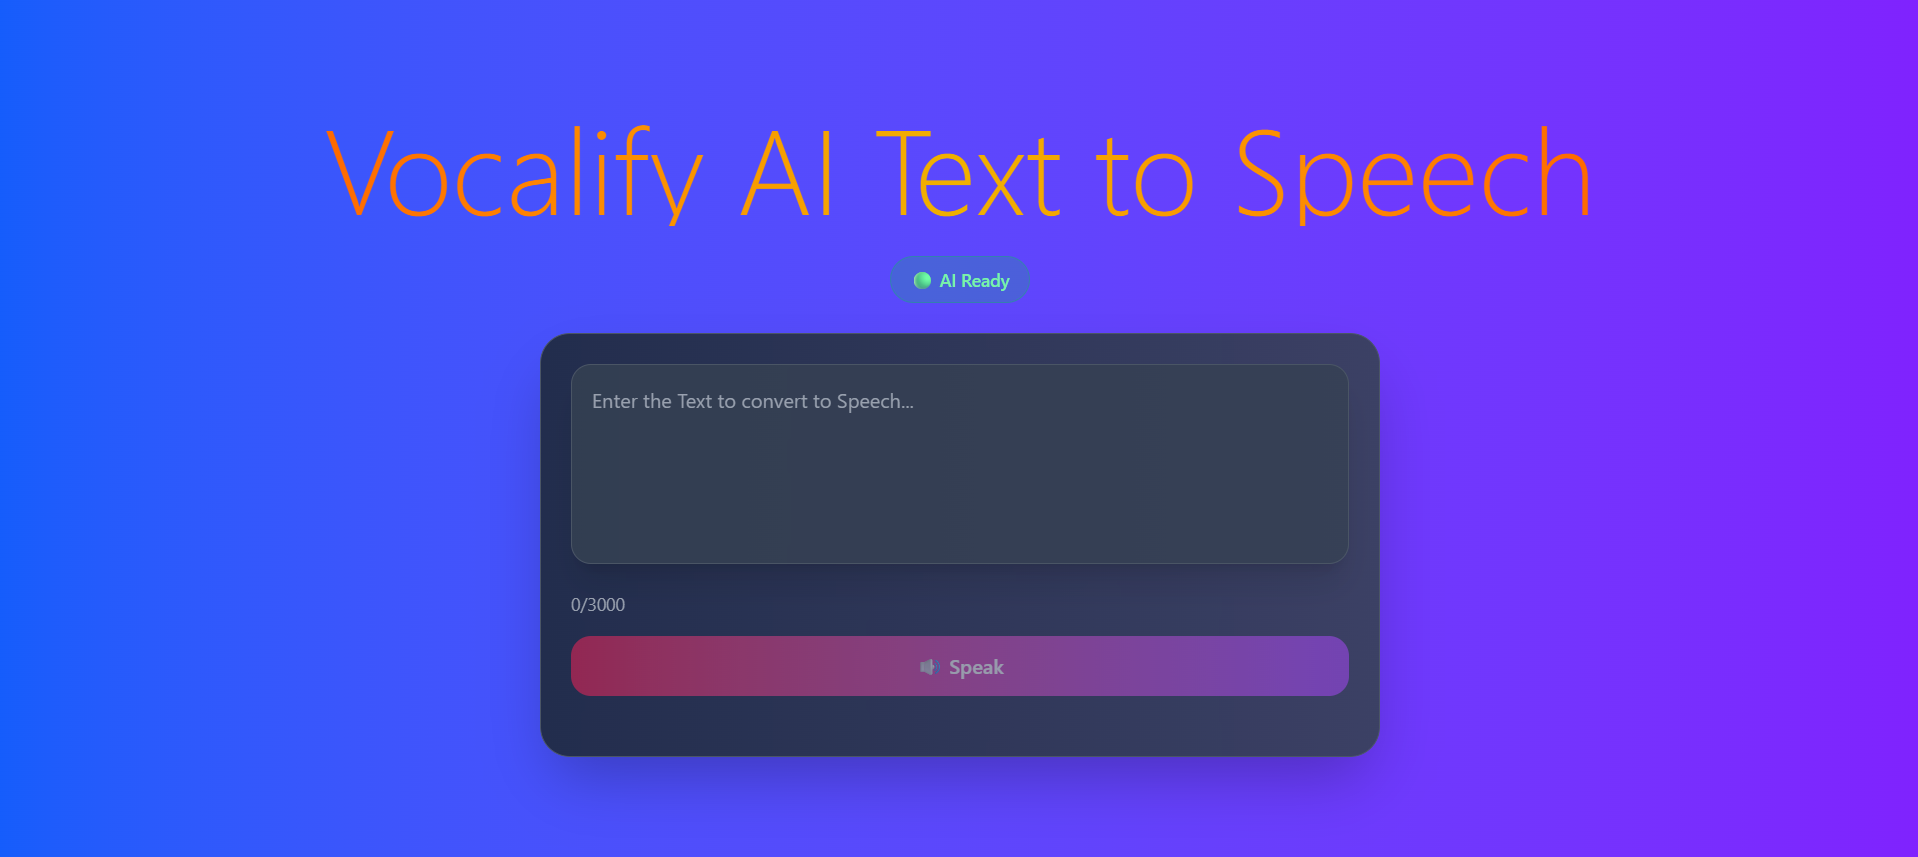 Vocalify AI Text to Speech
AI Ready
Enter the Text to convert to Speech...
0/3000
Speak